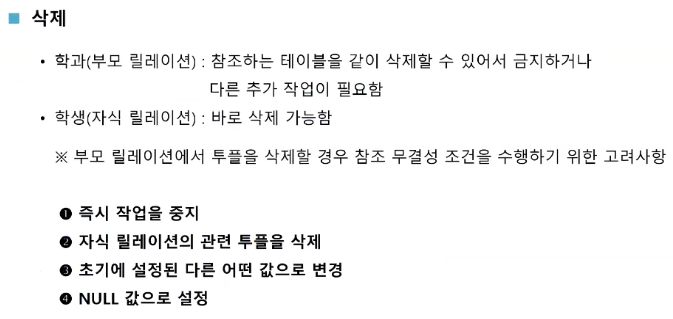 ■ 삭제
• 학과(부모 릴레이션) : 참조하는 테이블을 같이 삭제할 수 있어서 금지하거나
다른 추가 작업이 필요함
• 학생(자식 릴레이션) : 바로 삭제 가능함
※ 부모 릴레이션에서 투플을 삭제할 경우 참조 무결성 조건을 수행하기 위한 고려사항
❶ 즉시 작업을 중지
❷ 자식 릴레이션의 관련 투플을 삭제
❸ 초기에 설정된 다른 어떤 값으로 변경
❹ NULL 값으로 설정